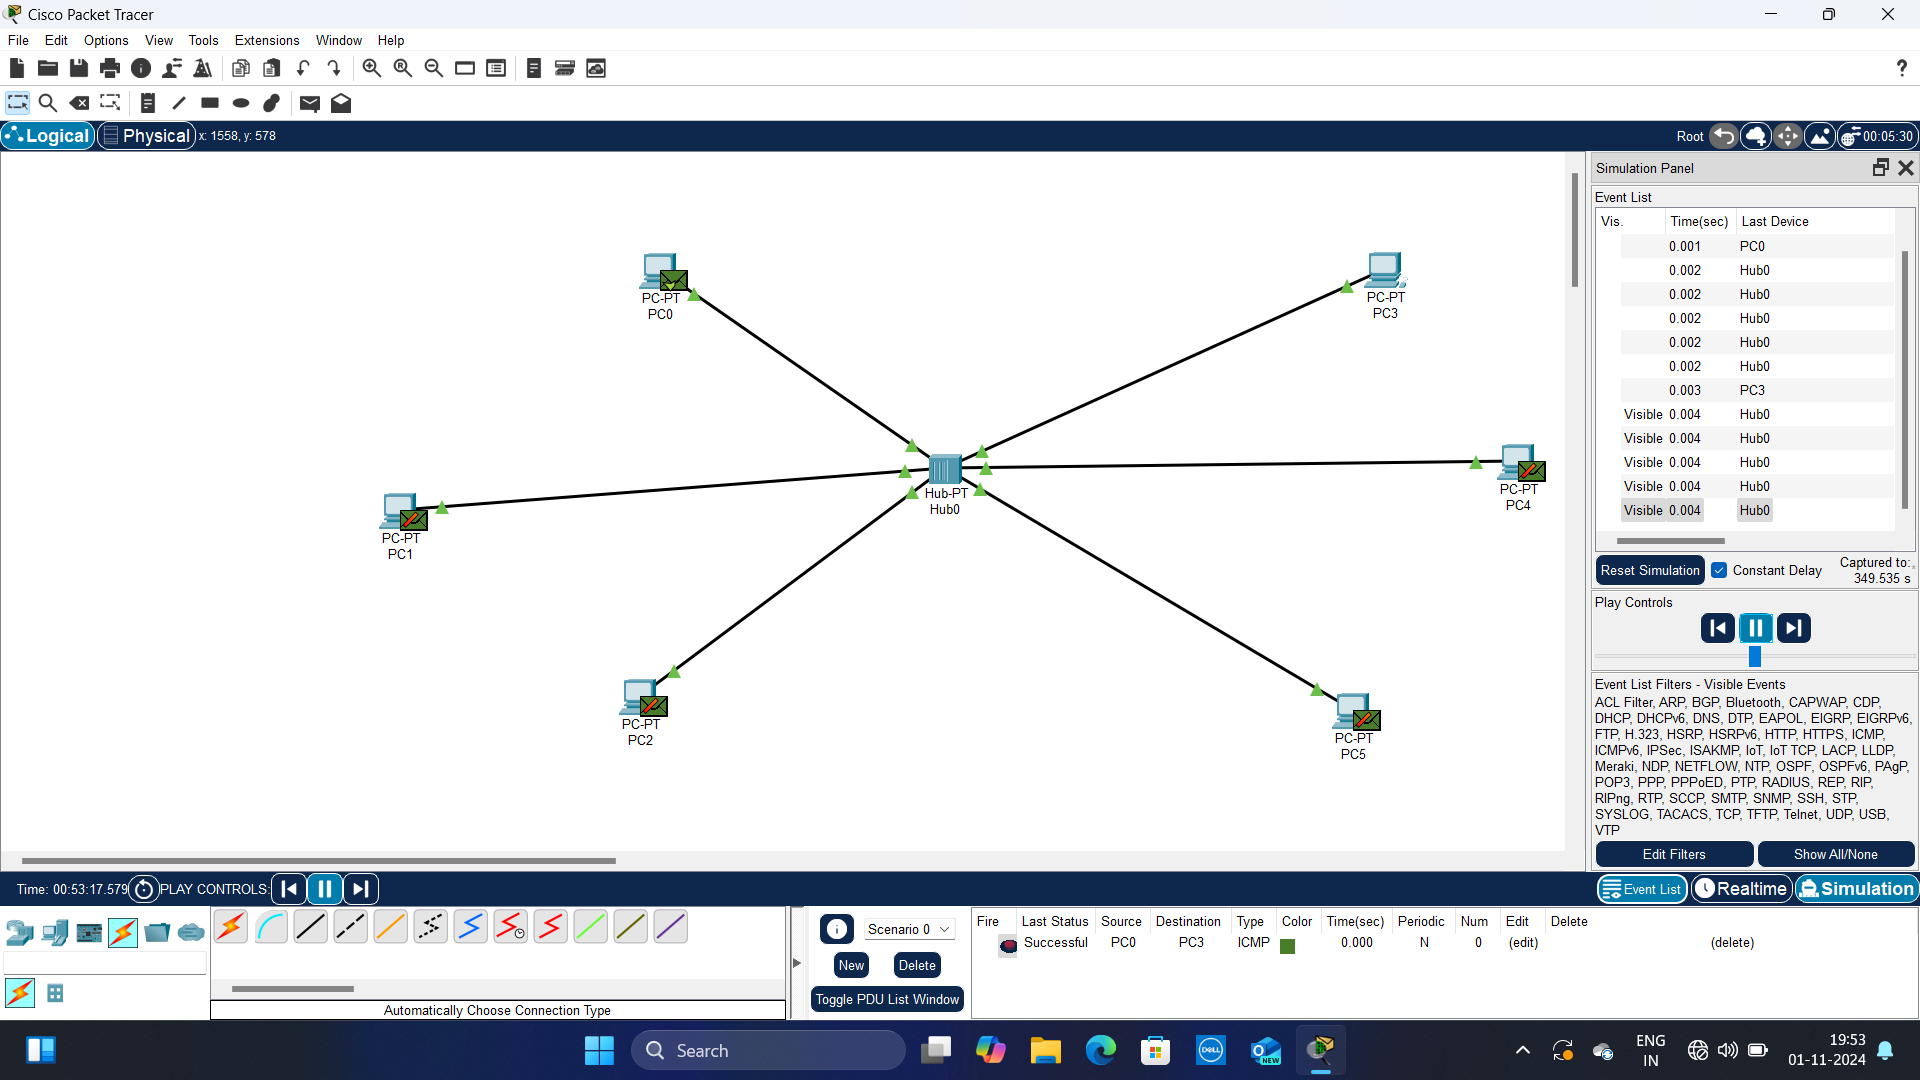 Cisco Packet Tracer
File Edit Options View Tools Extensions Window Help
?
Logical Physical x: 1558, y: 578 Root 00:05:30
Simulation Panel
Event List
Vis. Time(sec) Last Device
0.001 PC0
0.002 Hub0
0.002 Hub0
0.002 Hub0
0.002 Hub0
0.002 Hub0
0.003 PC3
Visible 0.004 Hub0
Visible 0.004 Hub0
Visible 0.004 Hub0
Visible 0.004 Hub0
Visible 0.004 Hub0
Reset Simulation Constant Delay Captured to:
349.535 s
Play Controls
Event List Filters - Visible Events
ACL Filter, ARP, BGP, Bluetooth, CAPWAP, CDP,
DHCP, DHCPv6, DNS, DTP, EAPOL, EIGRP, EIGRPv6,
FTP, H.323, HSRP, HSRPv6, HTTP, HTTPS, ICMP,
ICMPv6, IPSec, ISAKMP, IoT, IoT TCP, LACP, LLDP,
Meraki, NDP, NETFLOW, NTP, OSPF, OSPFv6, PAgP,
POP3, PPP, PPPoED, PTP, RADIUS, REP, RIP,
RIPng, RTP, SCCP, SMTP, SNMP, SSH, STP,
SYSLOG, TACACS, TCP, TFTP, Telnet, UDP, USB,
VTP
Edit Filters Show All/None
PC-PT
PC0
PC-PT
PC3
PC-PT
PC4
Hub-PT
Hub0
PC-PT
PC1
PC-PT
PC2
PC-PT
PC5
Time: 00:53:17.579 PLAY CONTROLS:
Event List Realtime Simulation
Scenario 0
New Delete
Toggle PDU List Window
Fire Last Status Source Destination Type Color Time(sec) Periodic Num Edit Delete
Successful PC0 PC3 ICMP 0.000 N 0 (edit) (delete)
Automatically Choose Connection Type
Search
DELL
NEW
ENG
IN
19:53
01-11-2024